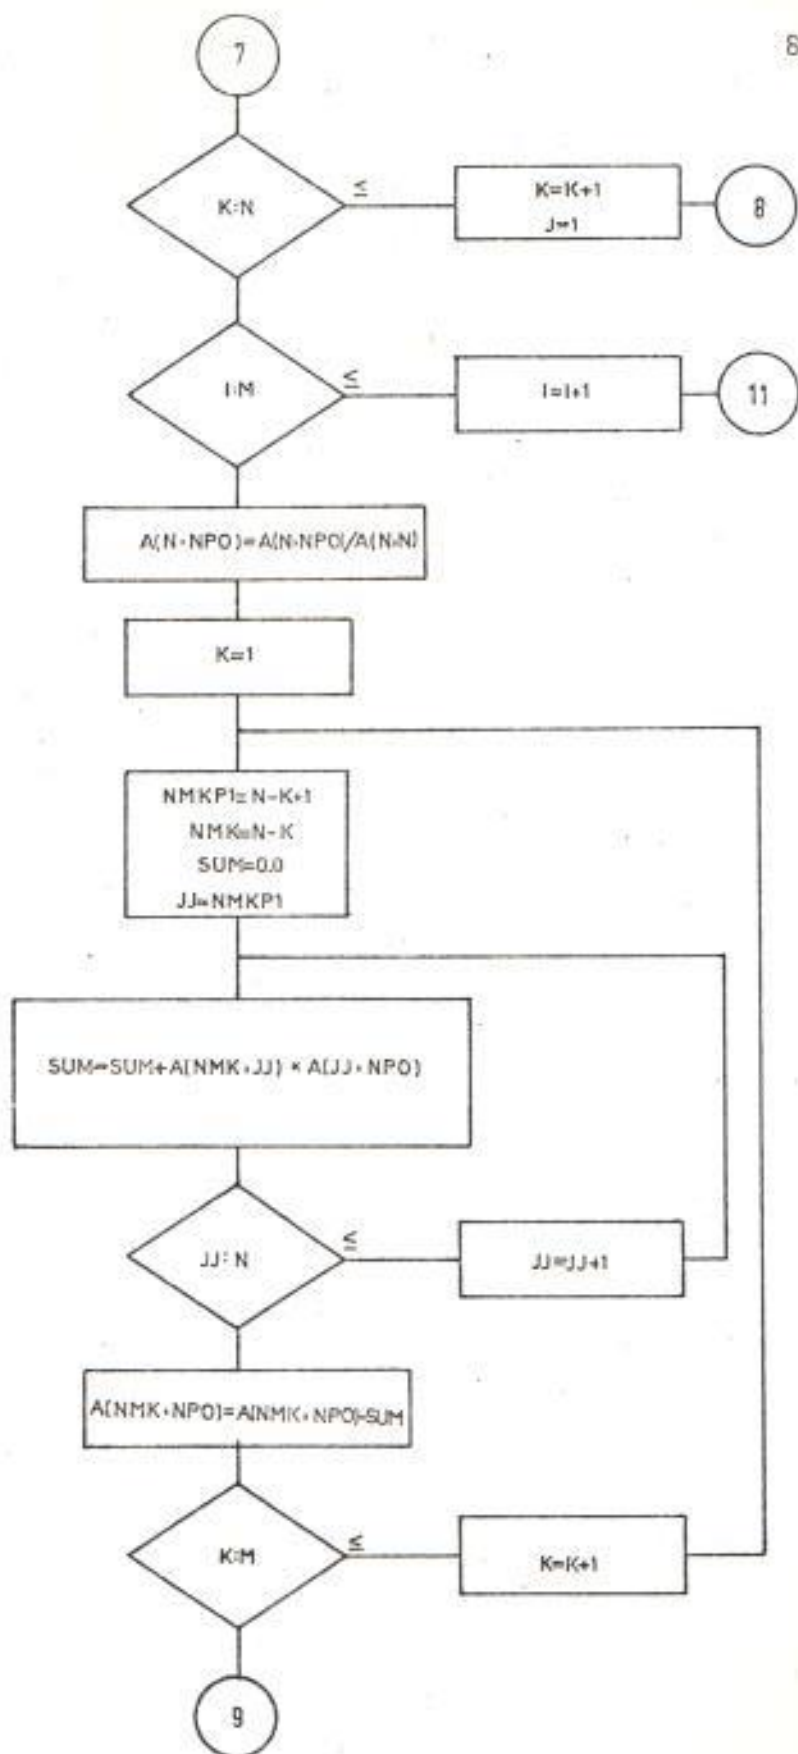 8
7
K:N
≤
K=K+1
J=1
8
I:M
≤
I=I+1
11
A(N,NPO)=A(N,NPO)/A(N,N)
K=1
NMKP1=N-K+1
NMK=N-K
SUM=0.0
JJ=NMKP1
SUM=SUM+A(NMK,JJ) * A(JJ,NPO)
JJ:N
≤
JJ=JJ+1
A(NMK,NPO)=A(NMK,NPO)-SUM
K:M
≤
K=K+1
9